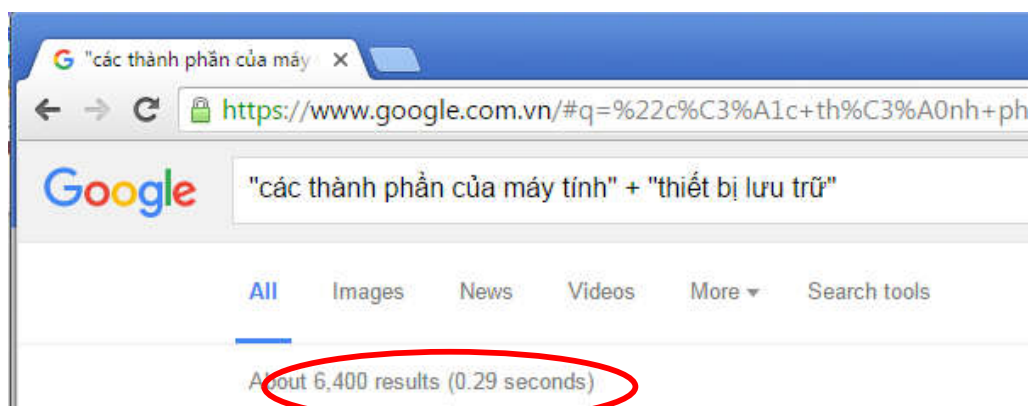 "các thành phần của máy
https://www.google.com.vn/#q=%22c%C3%A1c+th%C3%A0nh+ph
Google "các thành phần của máy tính" + "thiết bị lưu trữ"
All Images News Videos More Search tools
About 6,400 results (0.29 seconds)